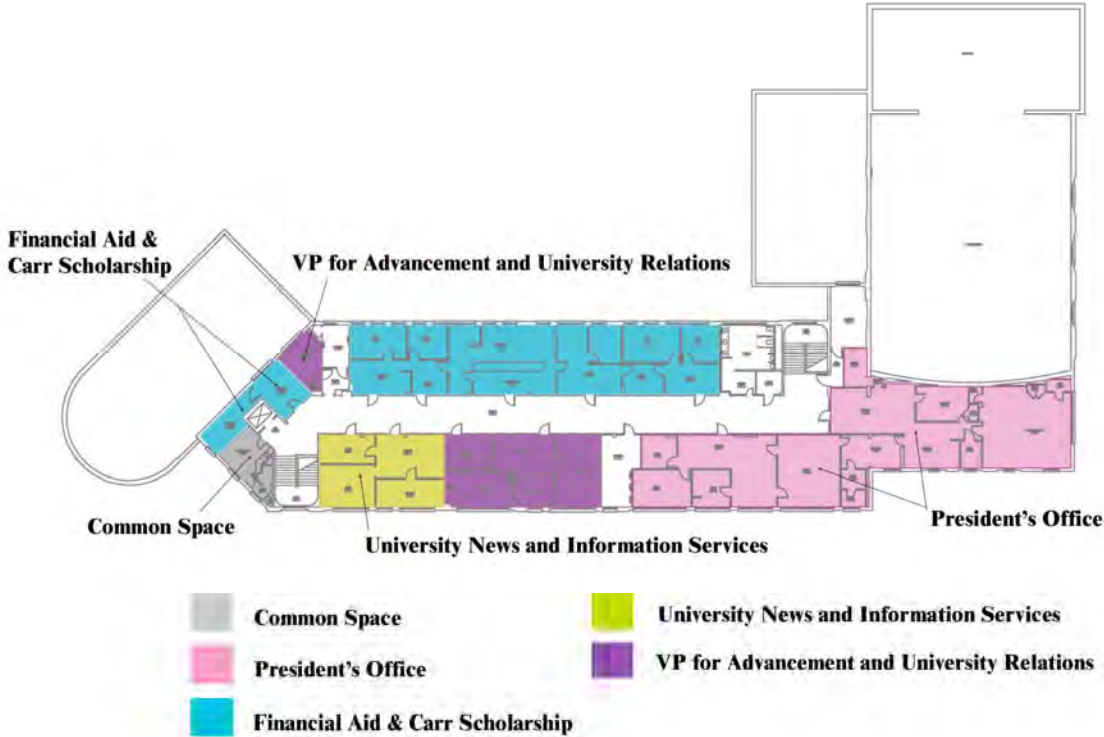 Financial Aid &
Carr Scholarship
VP for Advancement and University Relations
Common Space
University News and Information Services
President's Office
Common Space
President's Office
Financial Aid & Carr Scholarship
University News and Information Services
VP for Advancement and University Relations